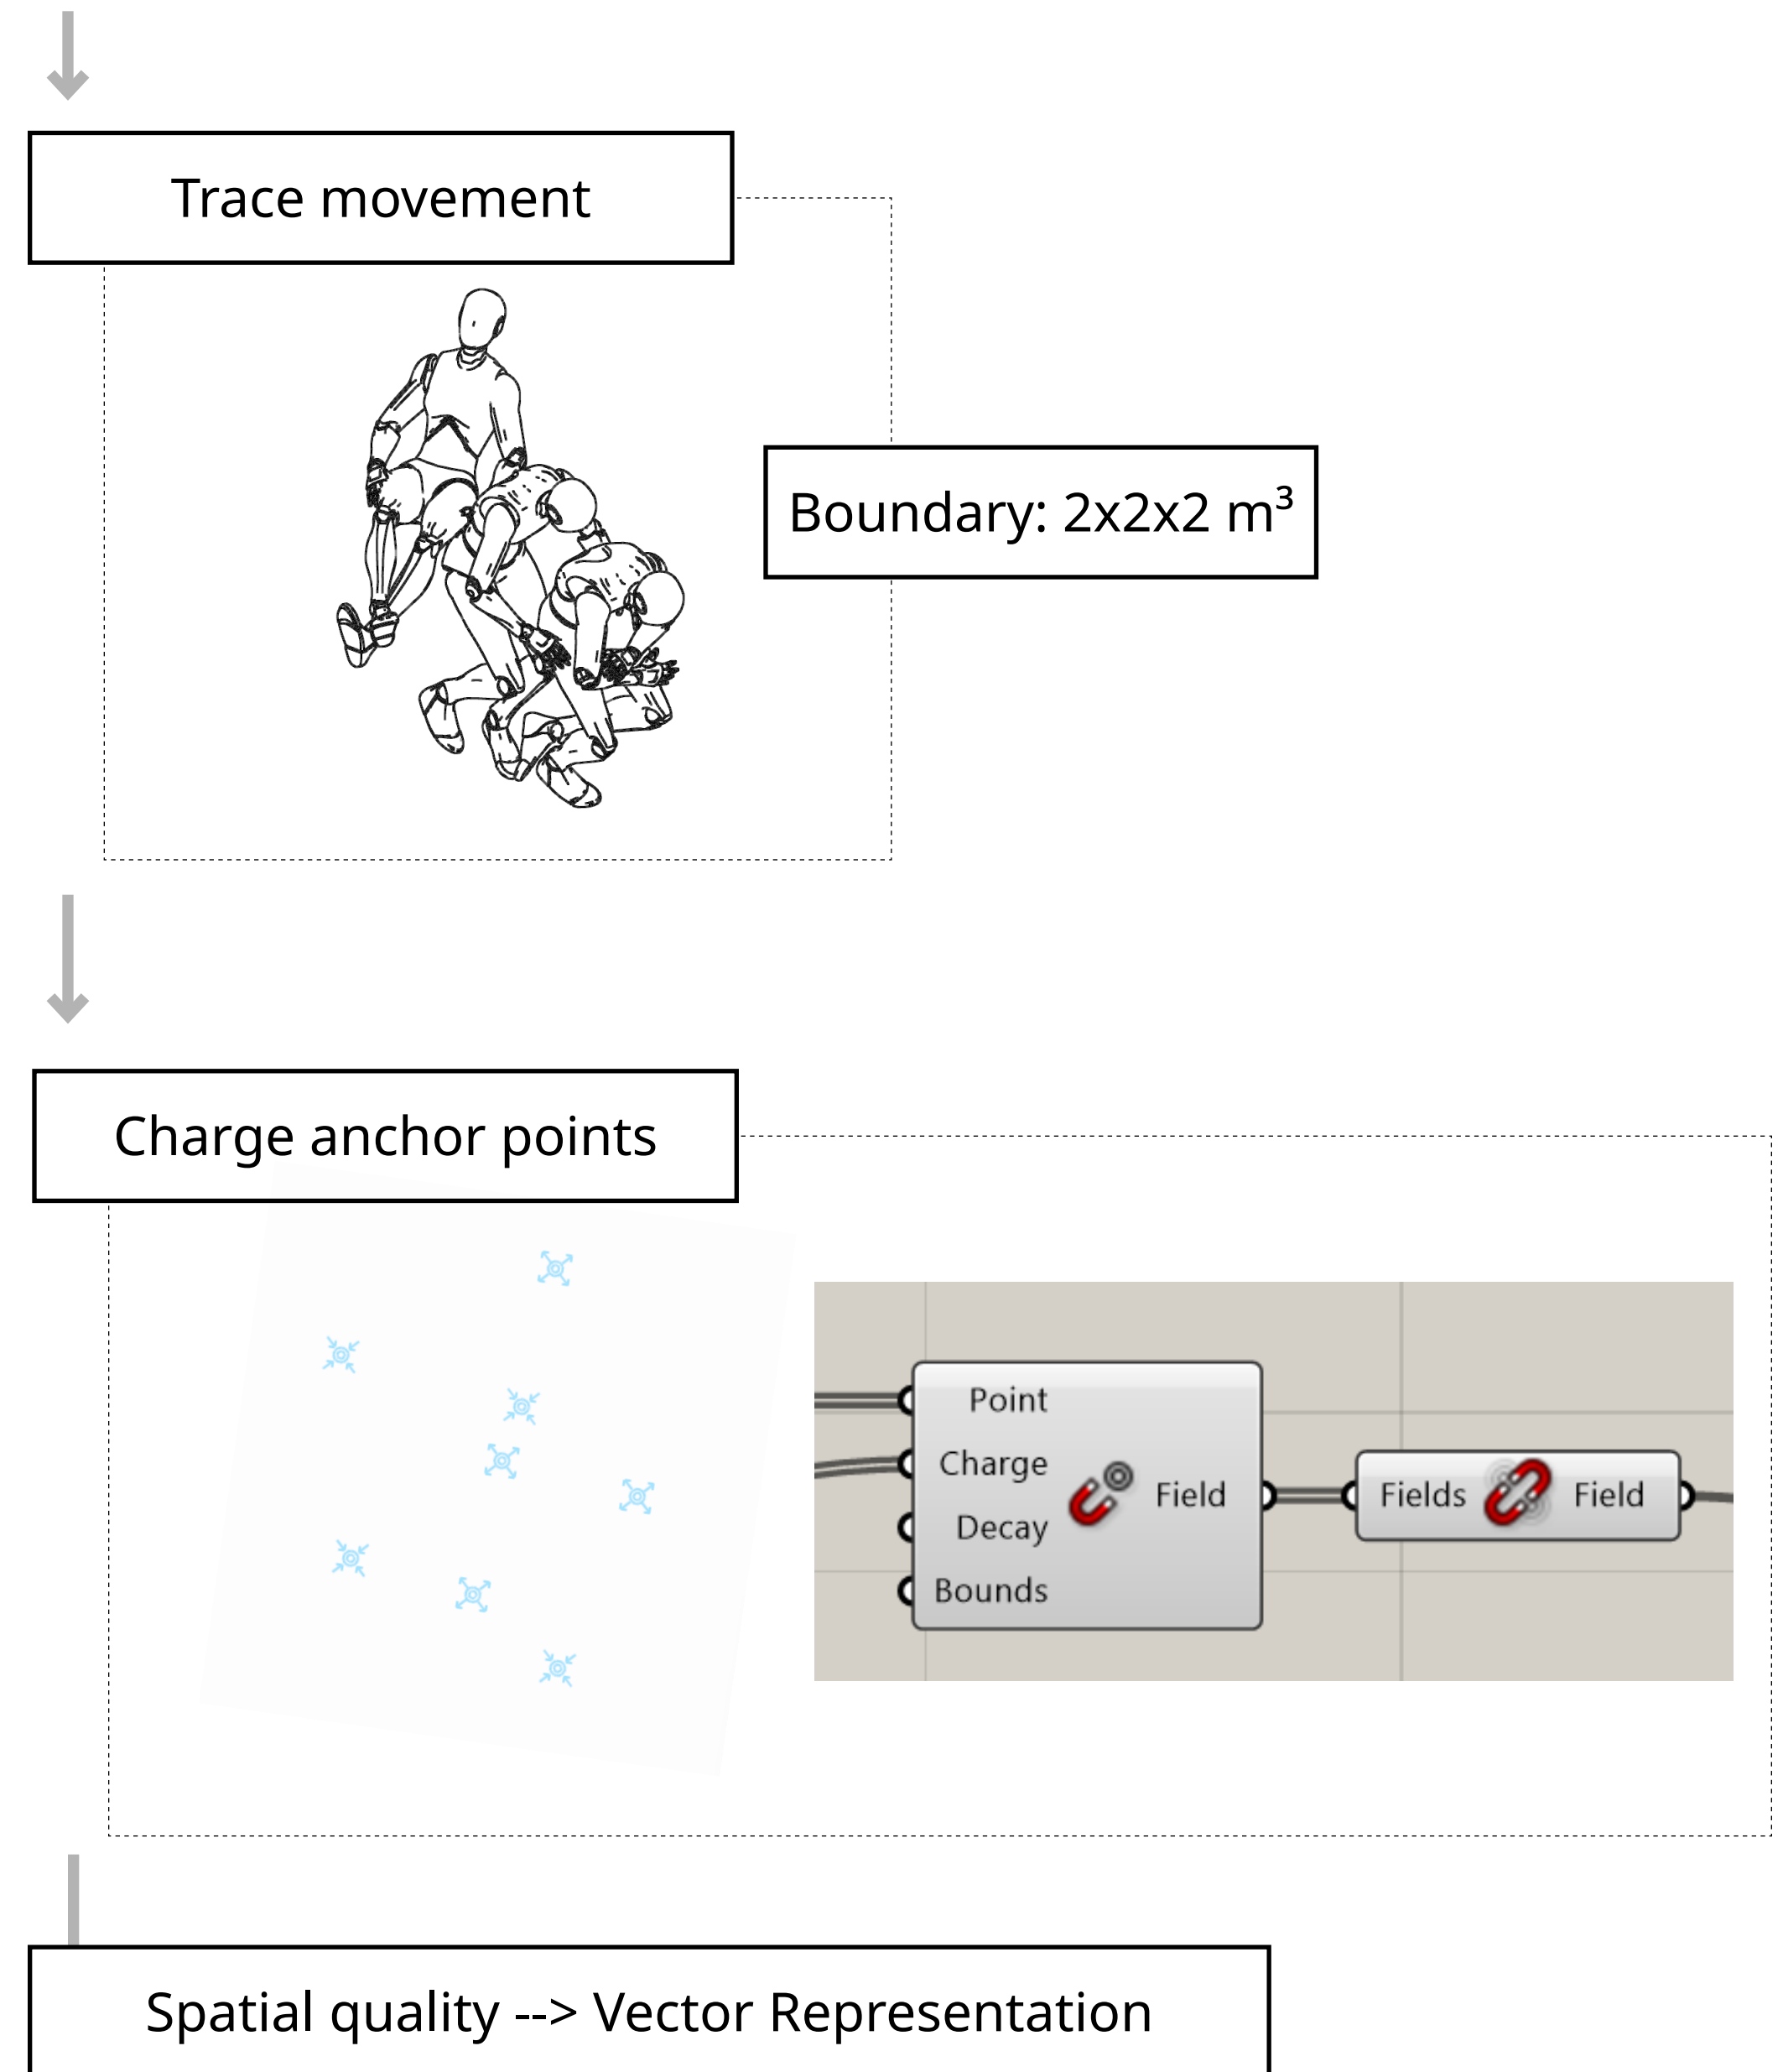 Trace movement
Boundary: 2x2x2 m³
Charge anchor points
Point
Charge
Decay
Bounds
Field
Fields
Field
Spatial quality --> Vector Representation